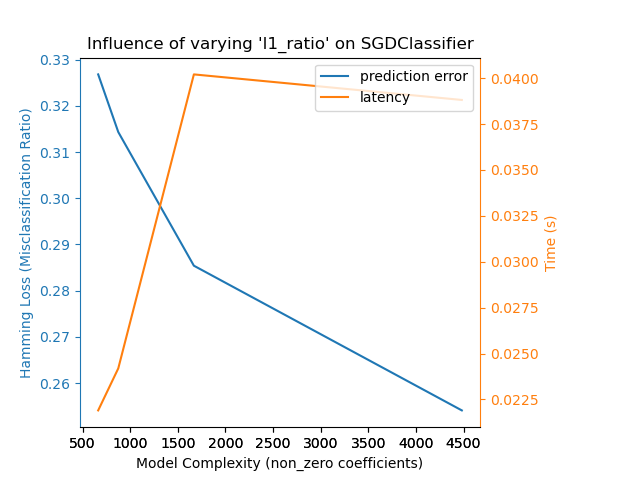 Influence of varying 'l1_ratio' on SGDClassifier
prediction error
latency
0.33
0.32
0.31
0.30
0.29
0.28
0.27
0.26
Hamming Loss (Misclassification Ratio)
0.0400
0.0375
0.0350
0.0325
0.0300
0.0275
0.0250
0.0225
Time (s)
500 1000 1500 2000 2500 3000 3500 4000 4500
Model Complexity (non_zero coefficients)